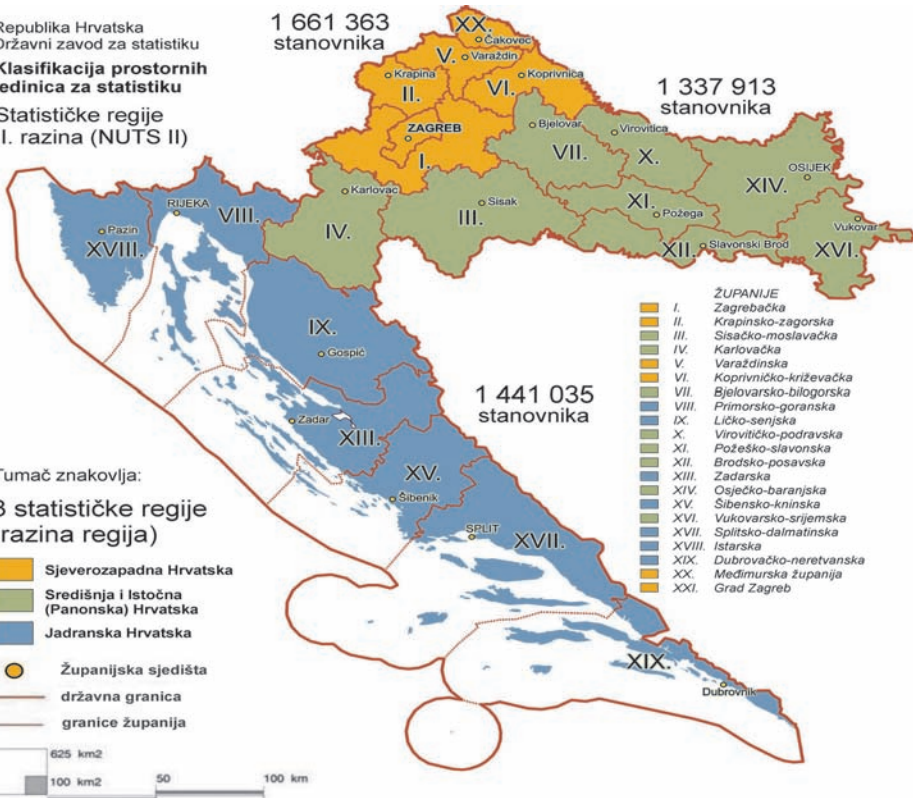 Republika Hrvatska
Državni zavod za statistiku
Klasifikacija prostornih
jedinica za statistiku
Statističke regije
I. razina (NUTS II)
1 661 363
stanovnika
1 337 913
stanovnika
1 441 035
stanovnika
XX.
Čakovec
V.
Varaždin
Krapina
II.
VI.
Koprivnica
ZAGREB
I.
Bjelovar
VII.
Virovitica
X.
OSIJEK
XIV.
Karlovac
IV.
Sisak
III.
XI.
Požega
Vukovar
XVI.
XII.
Slavonski Brod
RIJEKA
VIII.
Pazin
XVIII.
IX.
Gospić
Zadar
XIII.
XV.
Šibenik
SPLIT
XVII.
XIX.
Dubrovnik
ŽUPANIJE
I. Zagrebačka
II. Krapinsko-zagorska
III. Sisačko-moslavačka
IV. Karlovačka
V. Varaždinska
VI. Koprivničko-križevačka
VII. Bjelovarsko-bilogorska
VIII. Primorsko-goranska
IX. Ličko-senjska
X. Virovitičko-podravska
XI. Požeško-slavonska
XII. Brodsko-posavska
XIII. Zadarska
XIV. Osječko-baranjska
XV. Šibensko-kninska
XVI. Vukovarsko-srijemska
XVII. Splitsko-dalmatinska
XVIII. Istarska
XIX. Dubrovačko-neretvanska
XX. Međimurska županija
XXI. Grad Zagreb
Tumač znakovlja:
3 statističke regije
(razina regija)
Sjeverozapadna Hrvatska
Središnja i Istočna
(Panonska) Hrvatska
Jadranska Hrvatska
Županijska sjedišta
državna granica
granice županija
625 km2
100 km2
50
100 km